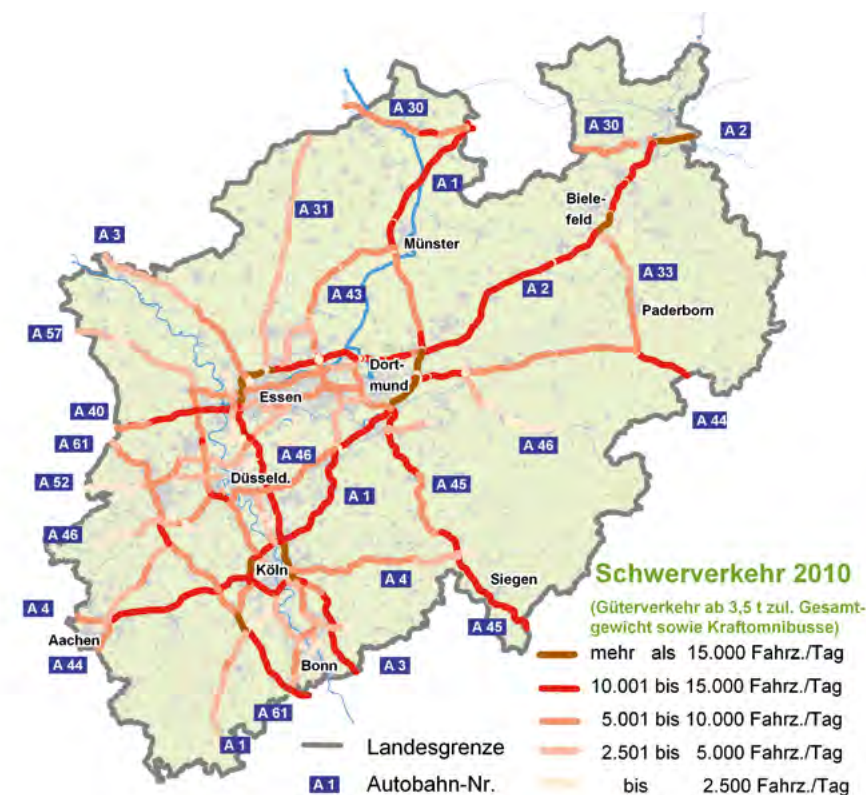 A 30
A 30
A 2
A 1
A 31
Biele-
feld
A 3
Münster
A 33
A 43
A 2
Paderborn
A 57
Dort-
mund
Essen
A 40
A 44
A 61
A 46
A 46
A 52
Düsseld.
A 1
A 45
A 46
Köln
Siegen
A 4
A 4
Aachen
A 45
A 44
Bonn
A 3
A 61
A 1
Schwerverkehr 2010
(Güterverkehr ab 3,5 t zul. Gesamt-
gewicht sowie Kraftomnibusse)
mehr als 15.000 Fahrz./Tag
10.001 bis 15.000 Fahrz./Tag
5.001 bis 10.000 Fahrz./Tag
2.501 bis 5.000 Fahrz./Tag
bis 2.500 Fahrz./Tag
Landesgrenze
A 1 Autobahn-Nr.